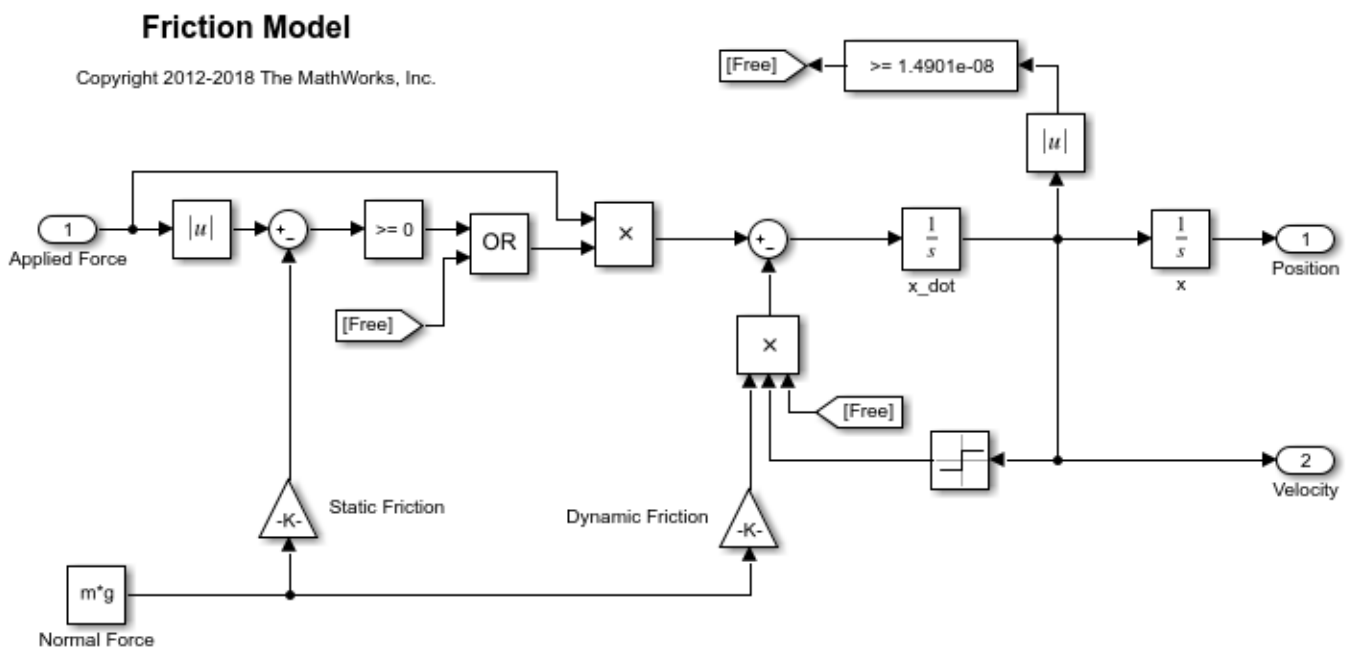 Friction Model
Copyright 2012-2018 The MathWorks, Inc.
[Free]
>= 1.4901e-08
|u|
1
Applied Force
|u|
+
-
>= 0
OR
×
[Free]
+
-
1
s
x_dot
1
s
x
1
Position
×
[Free]
2
Velocity
-K-
Static Friction
Dynamic Friction
-K-
m*g
Normal Force